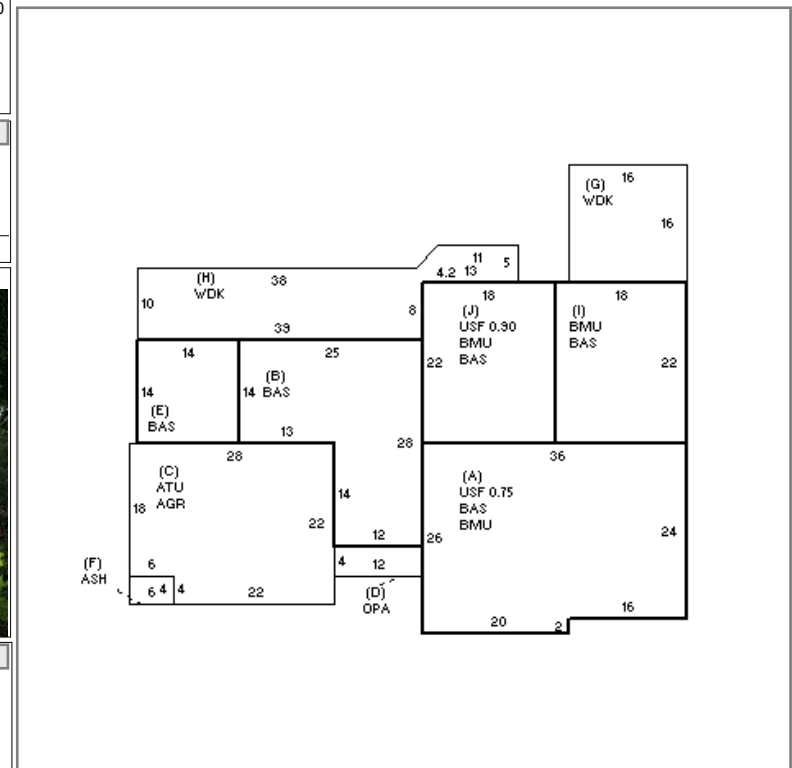 0
16
(G)
WDK
16
11
5
4.2 13
(H)
WDK
38
10
8
39
18
18
(J)
USF 0.90
BMU
BAS
(I)
BMU
BAS
14
25
22
22
14
(B)
14 BAS
(E)
BAS
13
28
28
36
(C)
ATU
AGR
(A)
USF 0.75
BAS
BMU
14
18
22
12
26
24
(F)
ASH
6
4
12
6 4
4
22
(D)
OPA
16
20
2